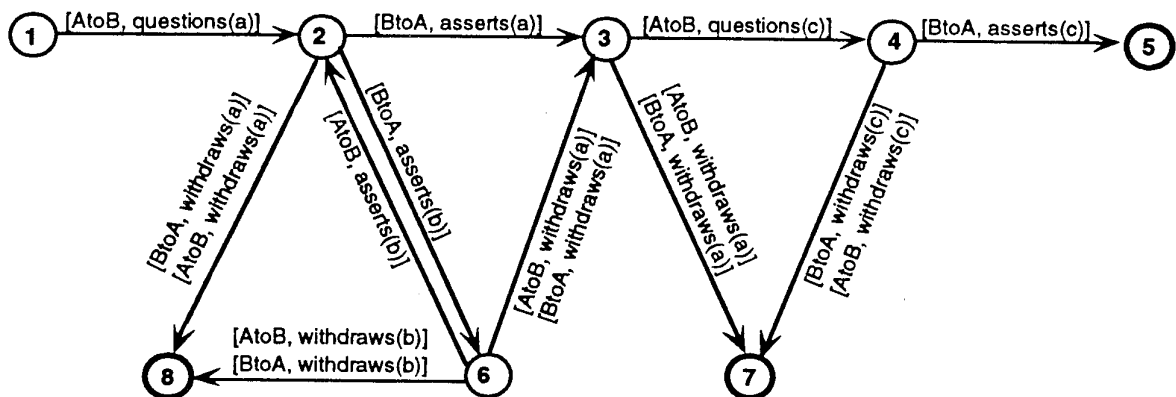 1
[AtoB, questions(a)]
2
[BtoA, asserts(a)]
3
[AtoB, questions(c)]
4
[BtoA, asserts(c)]
5
[BtoA, withdraws(a)]
[AtoB, withdraws(a)]
[BtoA, asserts(b)]
[AtoB, asserts(b)]
[AtoB, withdraws(a)]
[BtoA, withdraws(a)]
[AtoB, withdraws(a)]
[BtoA, withdraws(a)]
[BtoA, withdraws(c)]
[AtoB, withdraws(c)]
[AtoB, withdraws(b)]
[BtoA, withdraws(b)]
8
6
7